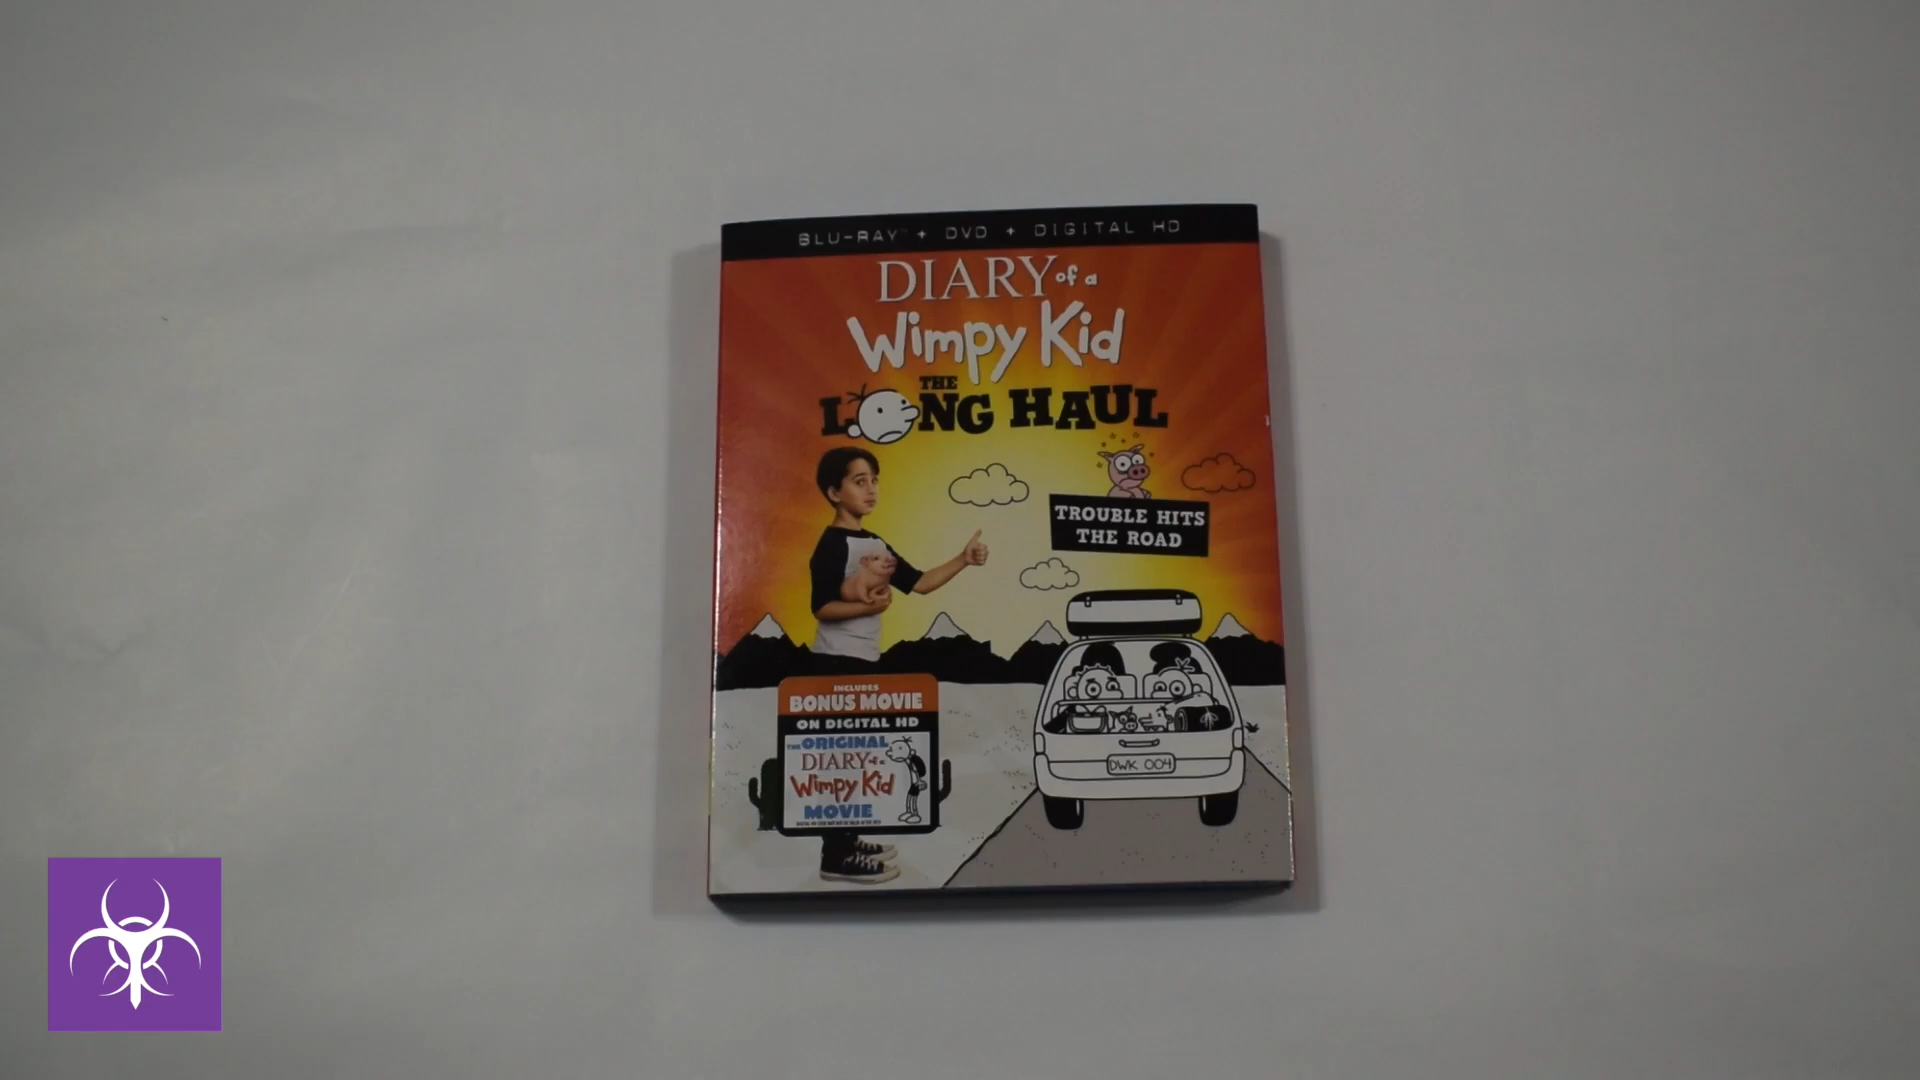 BLU-RAY™ + DVD + DIGITAL HD
DIARY of a
Wimpy Kid
THE
LONG HAUL
TROUBLE HITS
THE ROAD
INCLUDES
BONUS MOVIE
ON DIGITAL HD
THE ORIGINAL
DIARY of a
Wimpy Kid
MOVIE
DWK 004